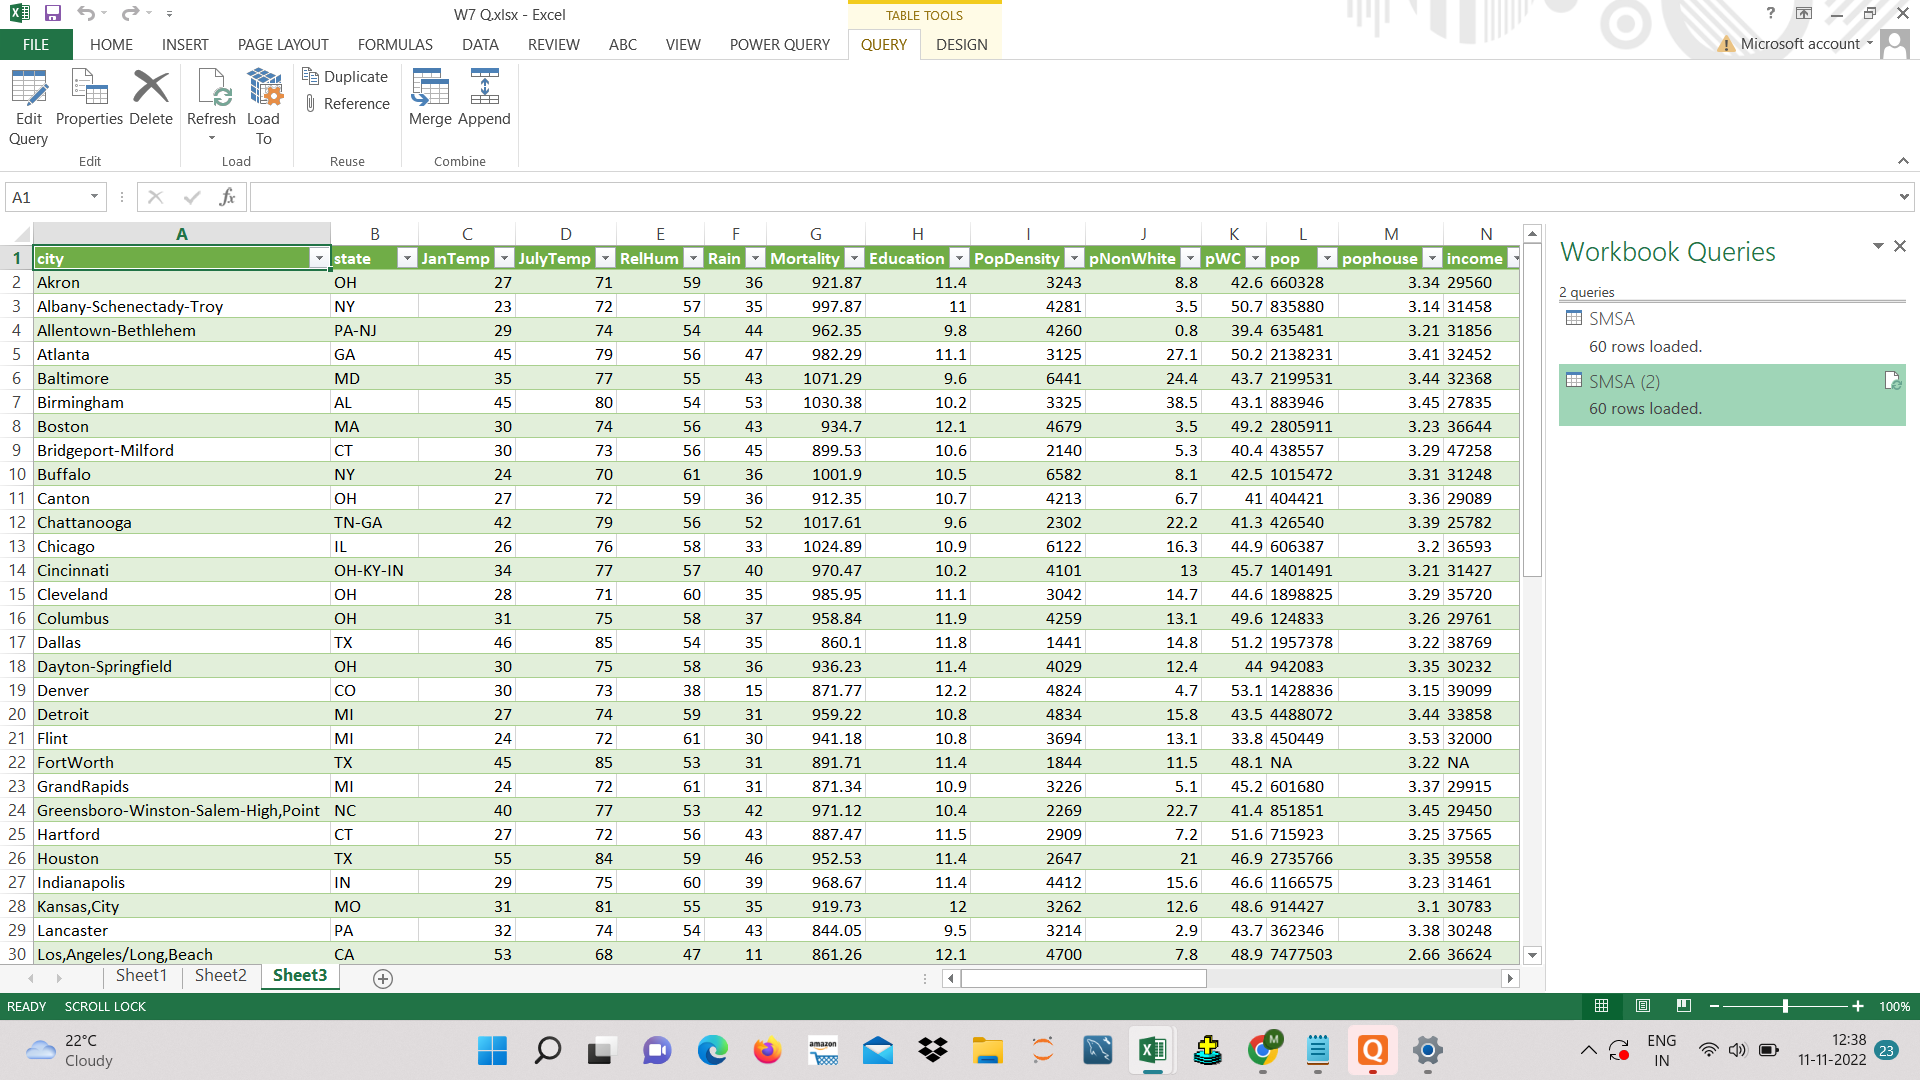 W7 Q.xlsx - Excel
TABLE TOOLS
?
FILE HOME INSERT PAGE LAYOUT FORMULAS DATA REVIEW ABC VIEW POWER QUERY QUERY DESIGN Microsoft account
Edit Query Properties Delete Refresh Load To Duplicate Reference Merge Append
Edit Load Reuse Combine
A1 fx
A B C D E F G H I J K L M N
1 city state JanTemp JulyTemp RelHum Rain Mortality Education PopDensity pNonWhite pWC pop pophouse income
2 Akron OH 27 71 59 36 921.87 11.4 3243 8.8 42.6 660328 3.34 29560
3 Albany-Schenectady-Troy NY 23 72 57 35 997.87 11 4281 3.5 50.7 835880 3.14 31458
4 Allentown-Bethlehem PA-NJ 29 74 54 44 962.35 9.8 4260 0.8 39.4 635481 3.21 31856
5 Atlanta GA 45 79 56 47 982.29 11.1 3125 27.1 50.2 2138231 3.41 32452
6 Baltimore MD 35 77 55 43 1071.29 9.6 6441 24.4 43.7 2199531 3.44 32368
7 Birmingham AL 45 80 54 53 1030.38 10.2 3325 38.5 43.1 883946 3.45 27835
8 Boston MA 30 74 56 43 934.7 12.1 4679 3.5 49.2 2805911 3.23 36644
9 Bridgeport-Milford CT 30 73 56 45 899.53 10.6 2140 5.3 40.4 438557 3.29 47258
10 Buffalo NY 24 70 61 36 1001.9 10.5 6582 8.1 42.5 1015472 3.31 31248
11 Canton OH 27 72 59 36 912.35 10.7 4213 6.7 41 404421 3.36 29089
12 Chattanooga TN-GA 42 79 56 52 1017.61 9.6 2302 22.2 41.3 426540 3.39 25782
13 Chicago IL 26 76 58 33 1024.89 10.9 6122 16.3 44.9 606387 3.2 36593
14 Cincinnati OH-KY-IN 34 77 57 40 970.47 10.2 4101 13 45.7 1401491 3.21 31427
15 Cleveland OH 28 71 60 35 985.95 11.1 3042 14.7 44.6 1898825 3.29 35720
16 Columbus OH 31 75 58 37 958.84 11.9 4259 13.1 49.6 124833 3.26 29761
17 Dallas TX 46 85 54 35 860.1 11.8 1441 14.8 51.2 1957378 3.22 38769
18 Dayton-Springfield OH 30 75 58 36 936.23 11.4 4029 12.4 44 942083 3.35 30232
19 Denver CO 30 73 38 15 871.77 12.2 4824 4.7 53.1 1428836 3.15 39099
20 Detroit MI 27 74 59 31 959.22 10.8 4834 15.8 43.5 4488072 3.44 33858
21 Flint MI 24 72 61 30 941.18 10.8 3694 13.1 33.8 450449 3.53 32000
22 FortWorth TX 45 85 53 31 891.71 11.4 1844 11.5 48.1 NA 3.22 NA
23 GrandRapids MI 24 72 61 31 871.34 10.9 3226 5.1 45.2 601680 3.37 29915
24 Greensboro-Winston-Salem-High,Point NC 40 77 53 42 971.12 10.4 2269 22.7 41.4 851851 3.45 29450
25 Hartford CT 27 72 56 43 887.47 11.5 2909 7.2 51.6 715923 3.25 37565
26 Houston TX 55 84 59 46 952.53 11.4 2647 21 46.9 2735766 3.35 39558
27 Indianapolis IN 29 75 60 39 968.67 11.4 4412 15.6 46.6 1166575 3.23 31461
28 Kansas,City MO 31 81 55 35 919.73 12 3262 12.6 48.6 914427 3.1 30783
29 Lancaster PA 32 74 54 43 844.05 9.5 3214 2.9 43.7 362346 3.38 30248
30 Los,Angeles/Long,Beach CA 53 68 47 11 861.26 12.1 4700 7.8 48.9 7477503 2.66 36624
Workbook Queries
2 queries
SMSA
60 rows loaded.
SMSA (2)
60 rows loaded.
Sheet1 Sheet2 Sheet3
READY SCROLL LOCK 100%
22°C
Cloudy
amazon
M
Q
ENG
IN
12:38
11-11-2022
23